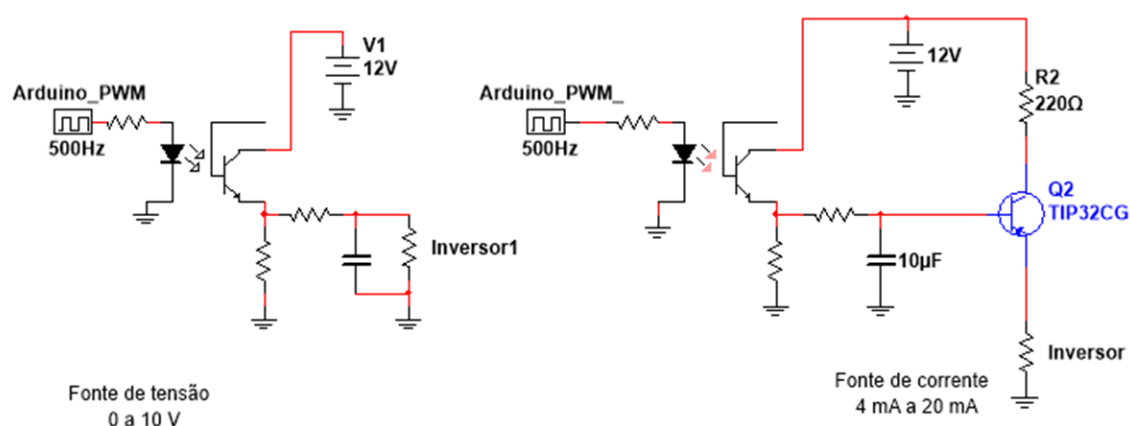 V1
12V
Arduino_PWM
500Hz
Inversor1
Fonte de tensão
0 a 10 V
12V
R2
220Ω
Arduino_PWM_
500Hz
Q2
TIP32CG
10µF
Inversor
Fonte de corrente
4 mA a 20 mA